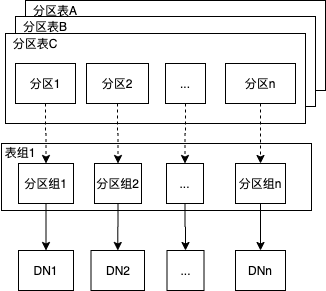 分区表A
分区表B
分区表C
分区1 分区2 ... 分区n
表组1
分区组1 分区组2 ... 分区组n
DN1 DN2 ... DNn